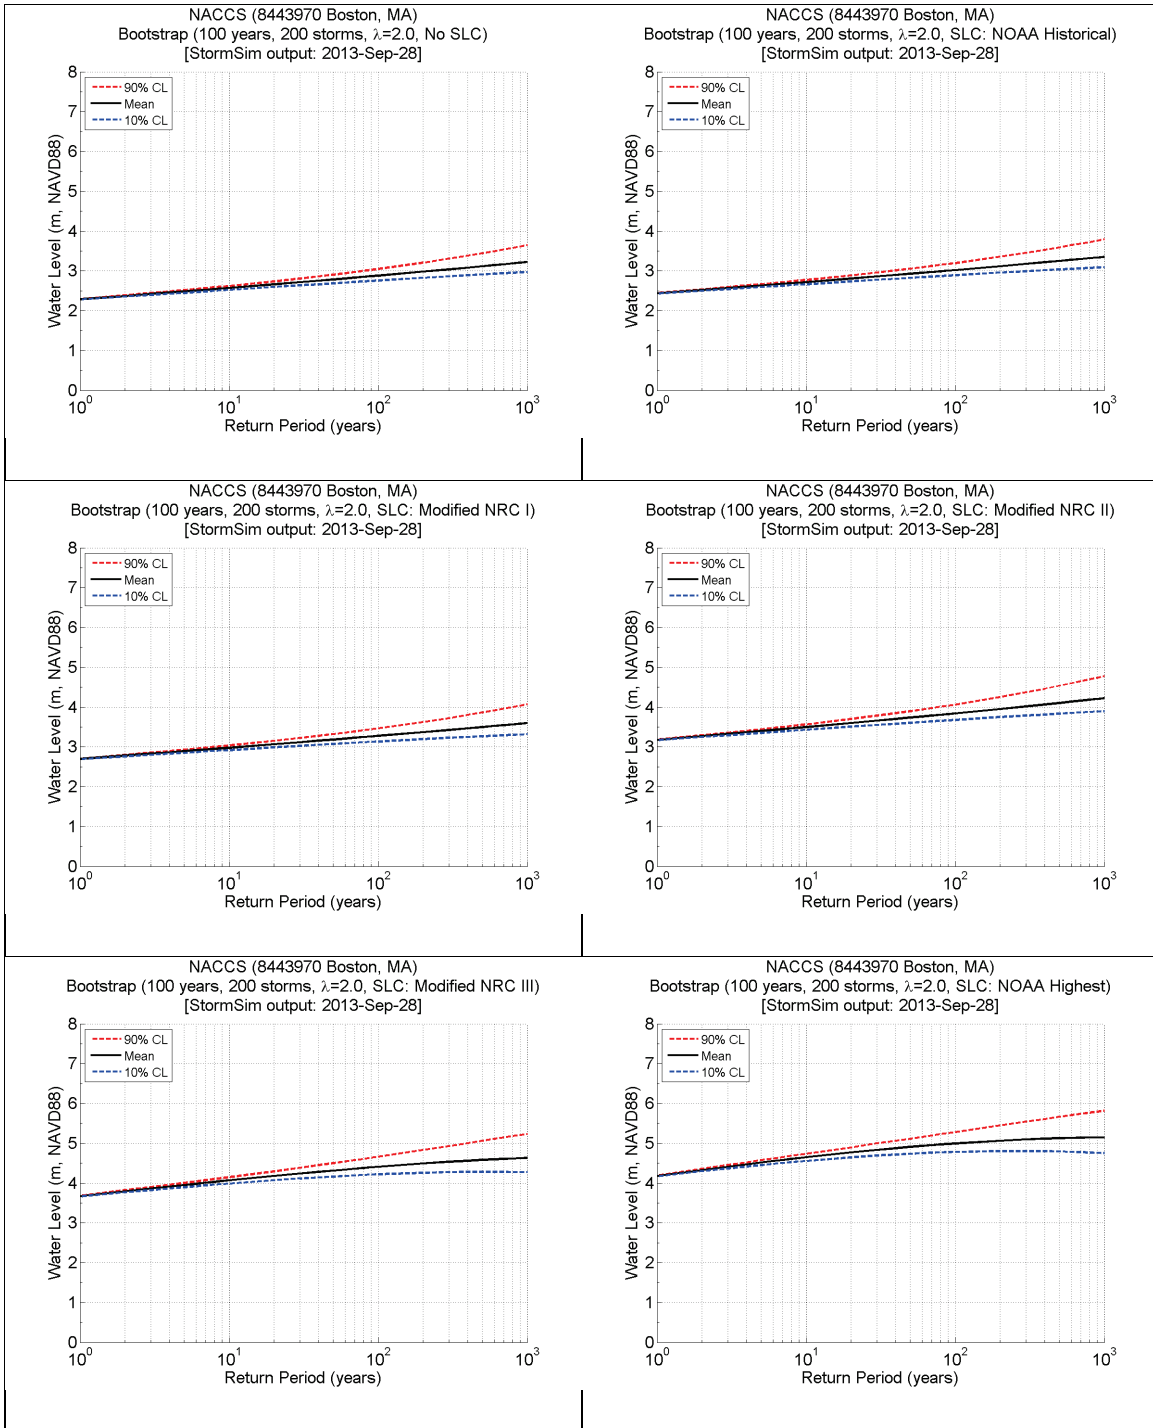 NACCS (8443970 Boston, MA)
Bootstrap (100 years, 200 storms, λ=2.0, No SLC)
[StormSim output: 2013-Sep-28]
90% CL
Mean
10% CL
Water Level (m, NAVD88)
8
7
6
5
4
3
2
1
0
10^0 10^1 10^2 10^3
Return Period (years)
NACCS (8443970 Boston, MA)
Bootstrap (100 years, 200 storms, λ=2.0, SLC: NOAA Historical)
[StormSim output: 2013-Sep-28]
90% CL
Mean
10% CL
Water Level (m, NAVD88)
8
7
6
5
4
3
2
1
0
10^0 10^1 10^2 10^3
Return Period (years)
NACCS (8443970 Boston, MA)
Bootstrap (100 years, 200 storms, λ=2.0, SLC: Modified NRC I)
[StormSim output: 2013-Sep-28]
90% CL
Mean
10% CL
Water Level (m, NAVD88)
8
7
6
5
4
3
2
1
0
10^0 10^1 10^2 10^3
Return Period (years)
NACCS (8443970 Boston, MA)
Bootstrap (100 years, 200 storms, λ=2.0, SLC: Modified NRC II)
[StormSim output: 2013-Sep-28]
90% CL
Mean
10% CL
Water Level (m, NAVD88)
8
7
6
5
4
3
2
1
0
10^0 10^1 10^2 10^3
Return Period (years)
NACCS (8443970 Boston, MA)
Bootstrap (100 years, 200 storms, λ=2.0, SLC: Modified NRC III)
[StormSim output: 2013-Sep-28]
90% CL
Mean
10% CL
Water Level (m, NAVD88)
8
7
6
5
4
3
2
1
0
10^0 10^1 10^2 10^3
Return Period (years)
NACCS (8443970 Boston, MA)
Bootstrap (100 years, 200 storms, λ=2.0, SLC: NOAA Highest)
[StormSim output: 2013-Sep-28]
90% CL
Mean
10% CL
Water Level (m, NAVD88)
8
7
6
5
4
3
2
1
0
10^0 10^1 10^2 10^3
Return Period (years)